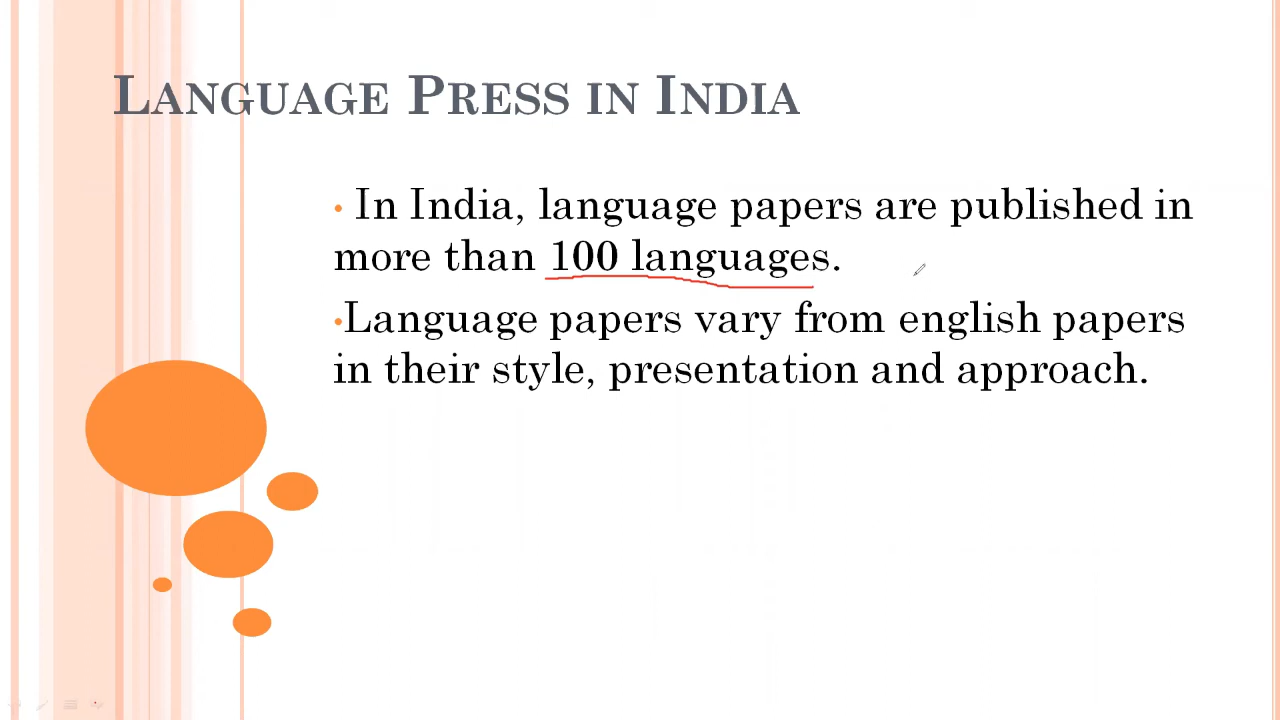 LANGUAGE PRESS IN INDIA
• In India, language papers are published in
more than 100 languages.
•Language papers vary from english papers
in their style, presentation and approach.